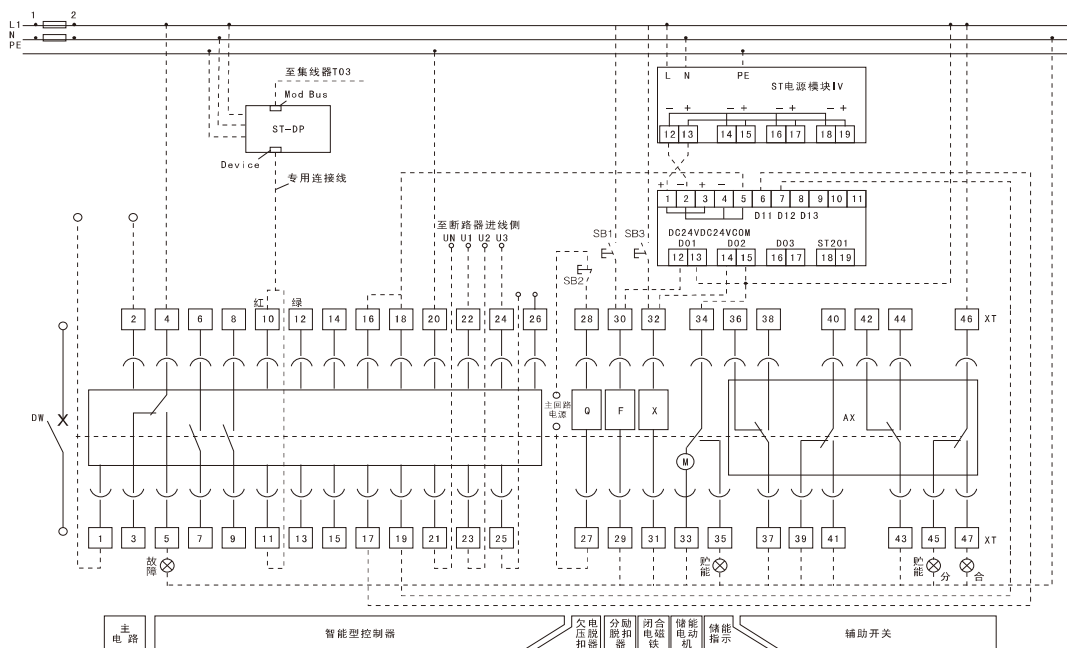 1 2
L1
N
PE
至集线器T03
Mod Bus
ST-DP
Device
专用连接线
L N PE
ST电源模块IV
- + - + - + - +
12 13 14 15 16 17 18 19
+ - + -
1 2 3 4 5 6 7 8 9 10 11
D11 D12 D13
DC24VDC24VCOM
D01 D02 D03 ST201
12 13 14 15 16 17 18 19
至断路器进线侧
UN U1 U2 U3
SB1 SB3
SB2
红 绿
2 4 6 8 10 12 14 16 18 20 22 24 26 28 30 32 34 36 38 40 42 44 46 XT
DW
主回路
电源
Q F X
AX
M
1 3 5 7 9 11 13 15 17 19 21 23 25 27 29 31 33 35 37 39 41 43 45 47 XT
故障
贮能
贮能
分 合
主电路
智能型控制器
欠电压脱扣器
分励脱扣器
闭合电磁铁
储能电动机
储能指示
辅助开关